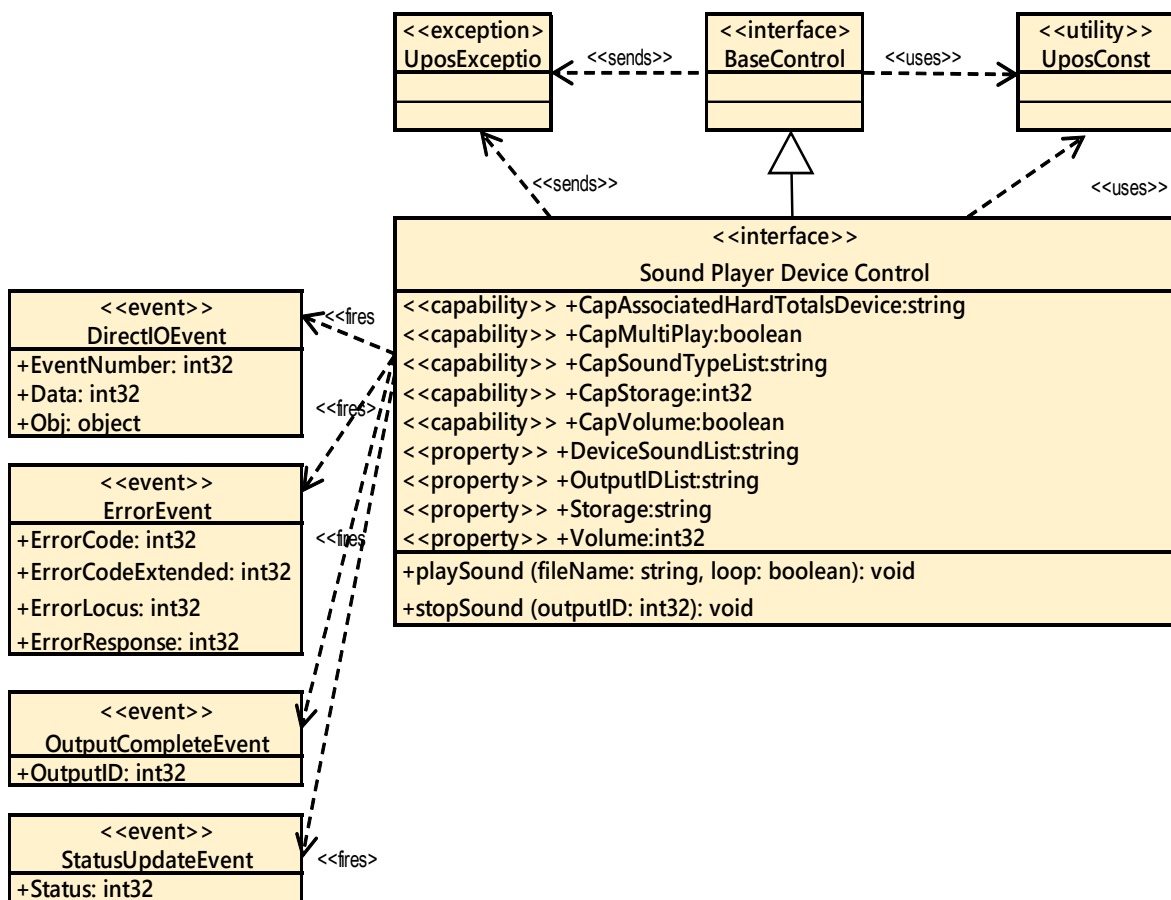 <<exception>
UposExceptio
<<interface>
BaseControl
<<utility>>
UposConst
<<sends>>
<<uses>>
<<sends>>
<<uses>>
<<interface>>
Sound Player Device Control
<<capability>> +CapAssociatedHardTotalsDevice:string
<<capability>> +CapMultiPlay:boolean
<<capability>> +CapSoundTypeList:string
<<capability>> +CapStorage:int32
<<capability>> +CapVolume:boolean
<<property>> +DeviceSoundList:string
<<property>> +OutputIDList:string
<<property>> +Storage:string
<<property>> +Volume:int32
+playSound (fileName: string, loop: boolean): void
+stopSound (outputID: int32): void
<<event>>
DirectIOEvent
+EventNumber: int32
+Data: int32
+Obj: object
<<fires
<<event>>
ErrorEvent
+ErrorCode: int32
+ErrorCodeExtended: int32
+ErrorLocus: int32
+ErrorResponse: int32
<<fires>
<<fires
<<event>>
OutputCompleteEvent
+OutputID: int32
<<event>>
StatusUpdateEvent
+Status: int32
<<fires>